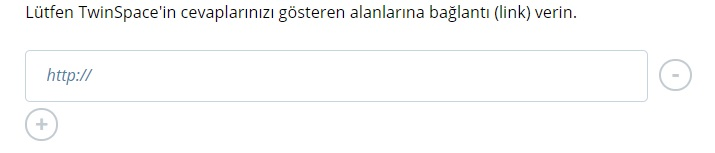 Lütfen TwinSpace'in cevaplarınızı gösteren alanlarına bağlantı (link) verin.
http://
-
+